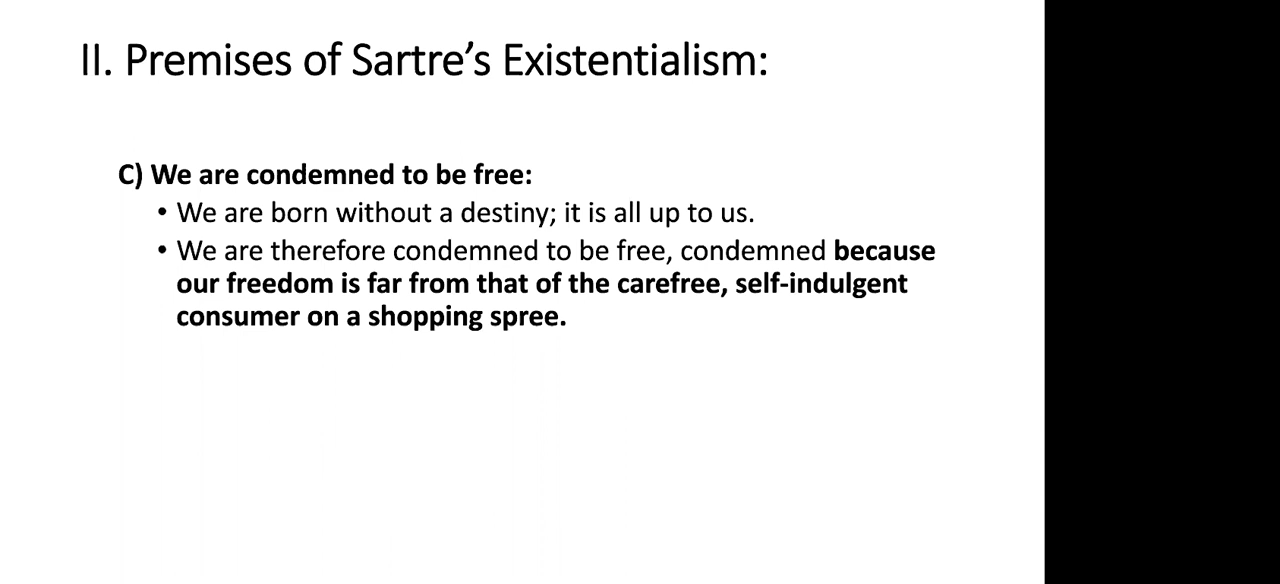 II. Premises of Sartre’s Existentialism:
C) We are condemned to be free:
• We are born without a destiny; it is all up to us.
• We are therefore condemned to be free, condemned because
our freedom is far from that of the carefree, self-indulgent
consumer on a shopping spree.